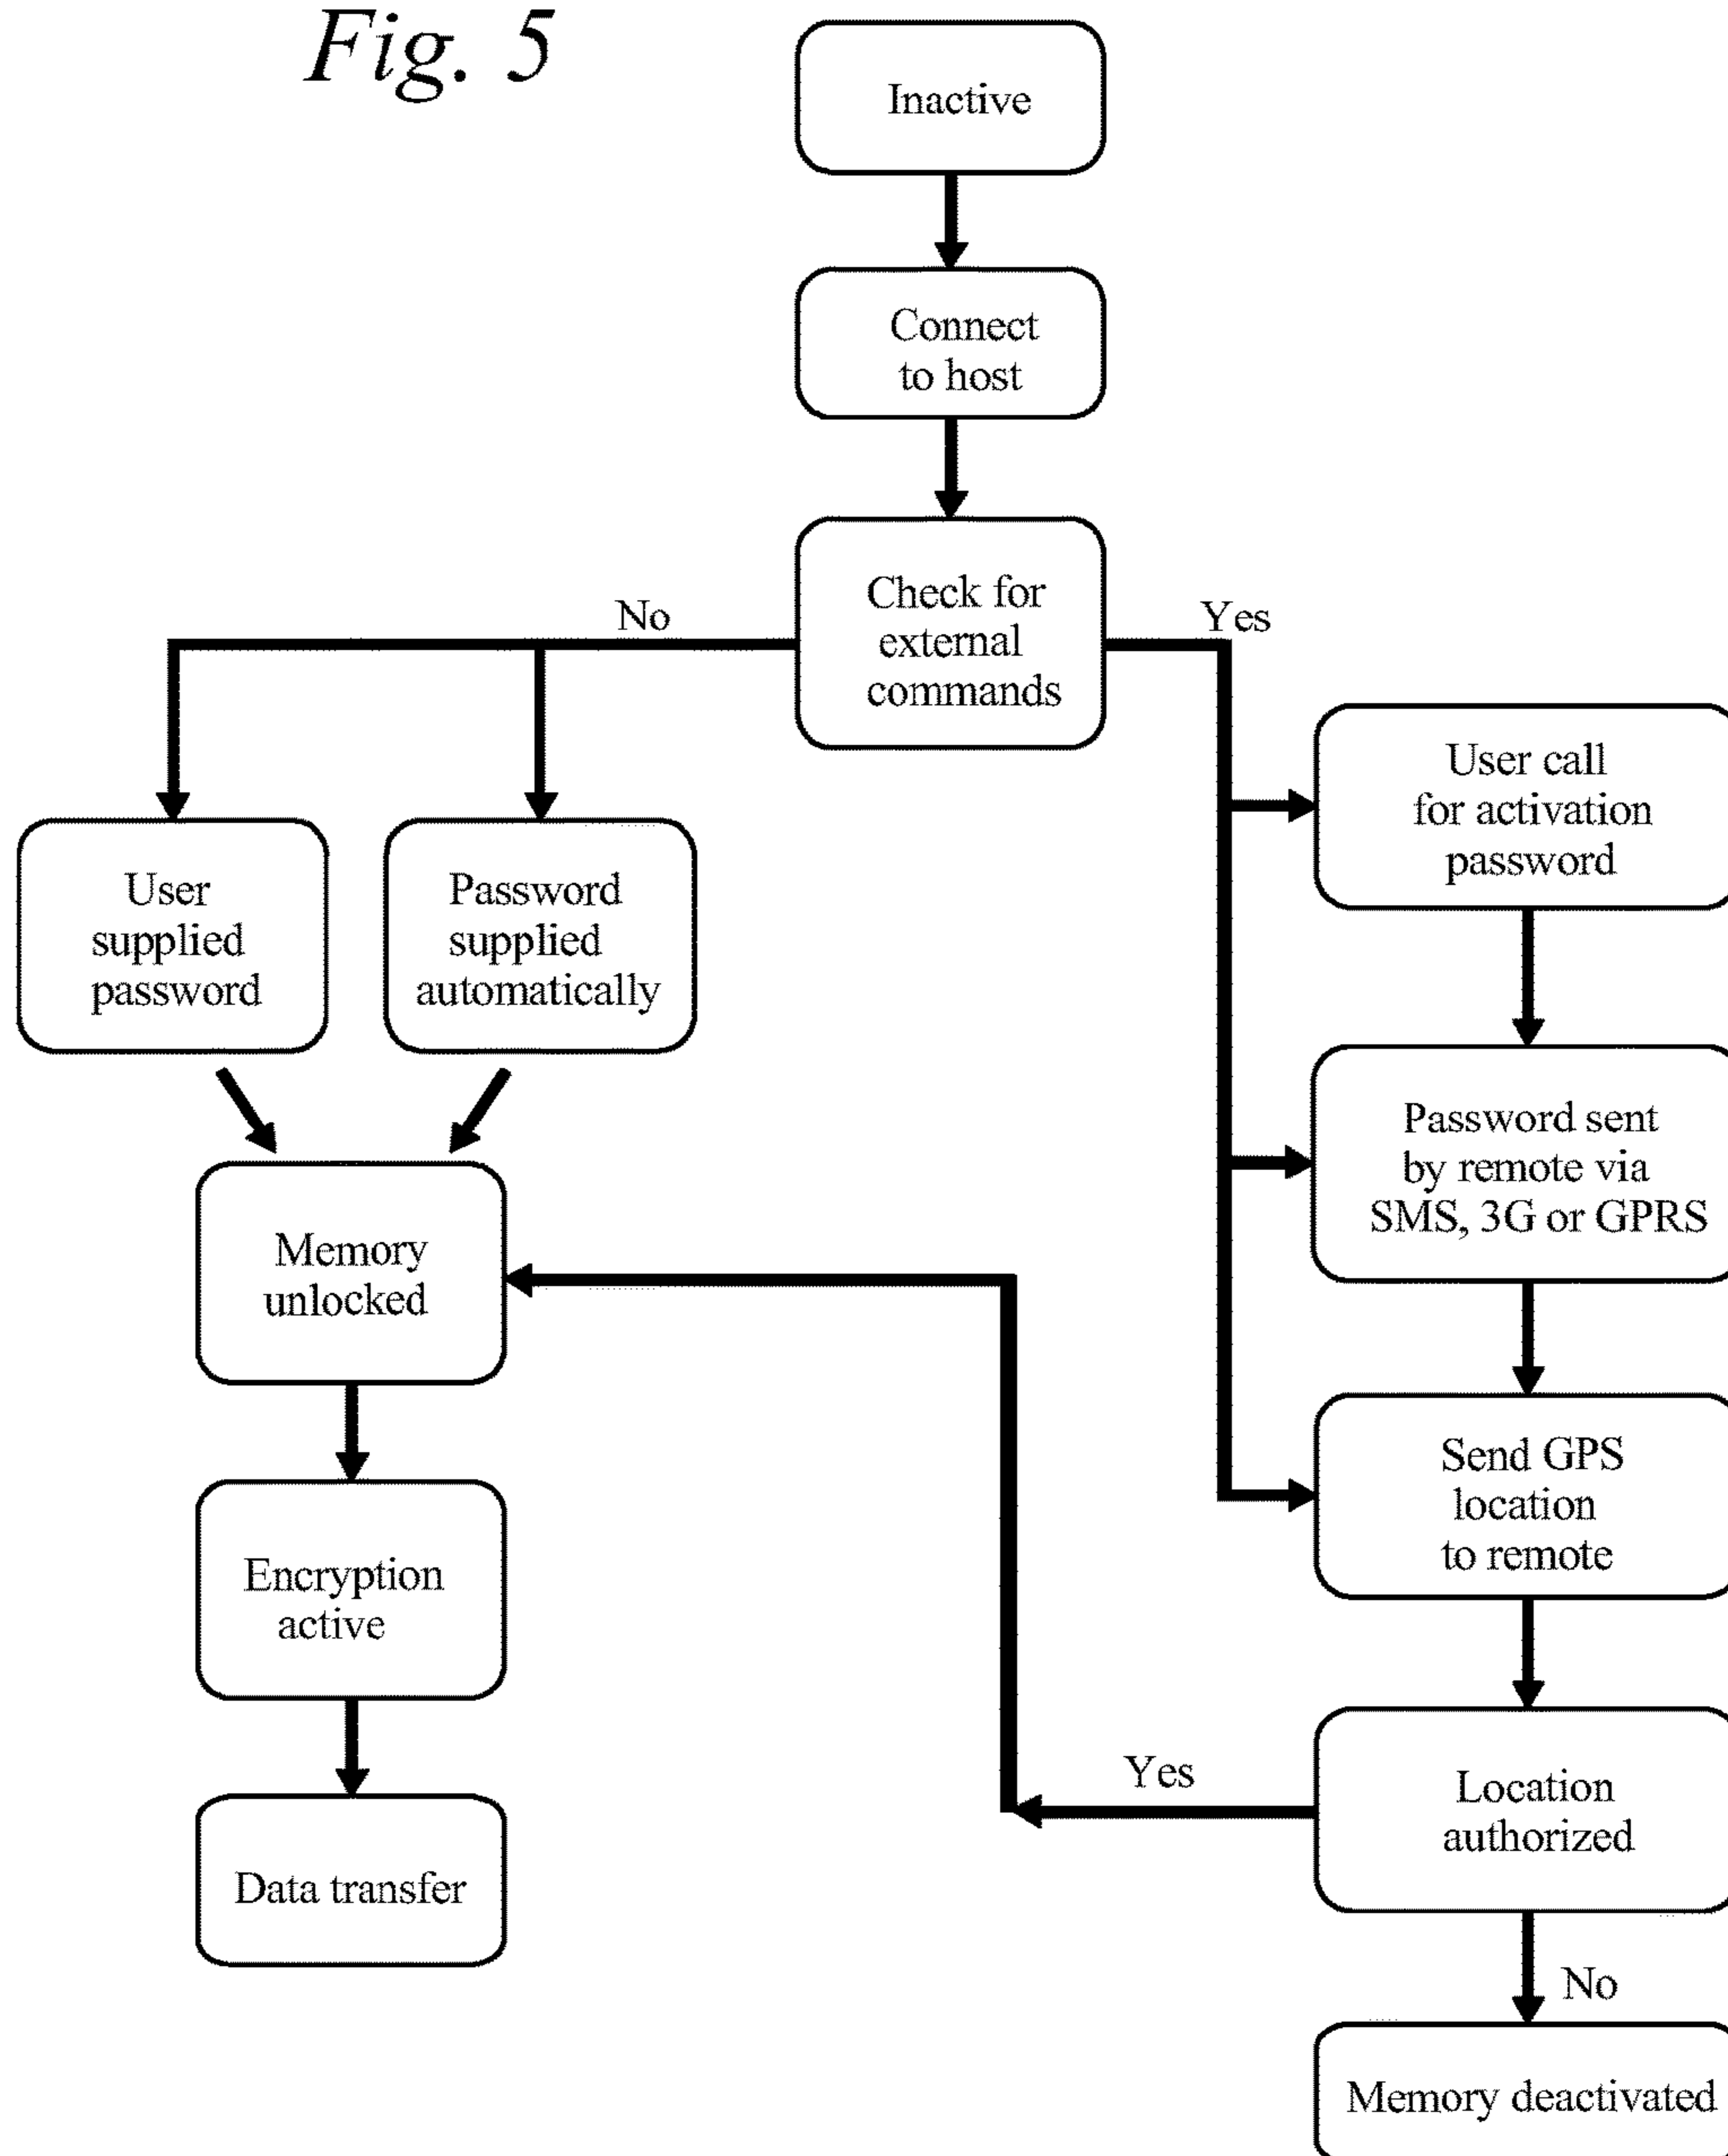 Fig. 5
Inactive
Connect
to host
Check for
external
commands
No
Yes
User call
for activation
password
User
supplied
password
Password
supplied
automatically
Password sent
by remote via
SMS, 3G or GPRS
Memory
unlocked
Send GPS
location
to remote
Encryption
active
Yes
Location
authorized
Data transfer
No
Memory deactivated